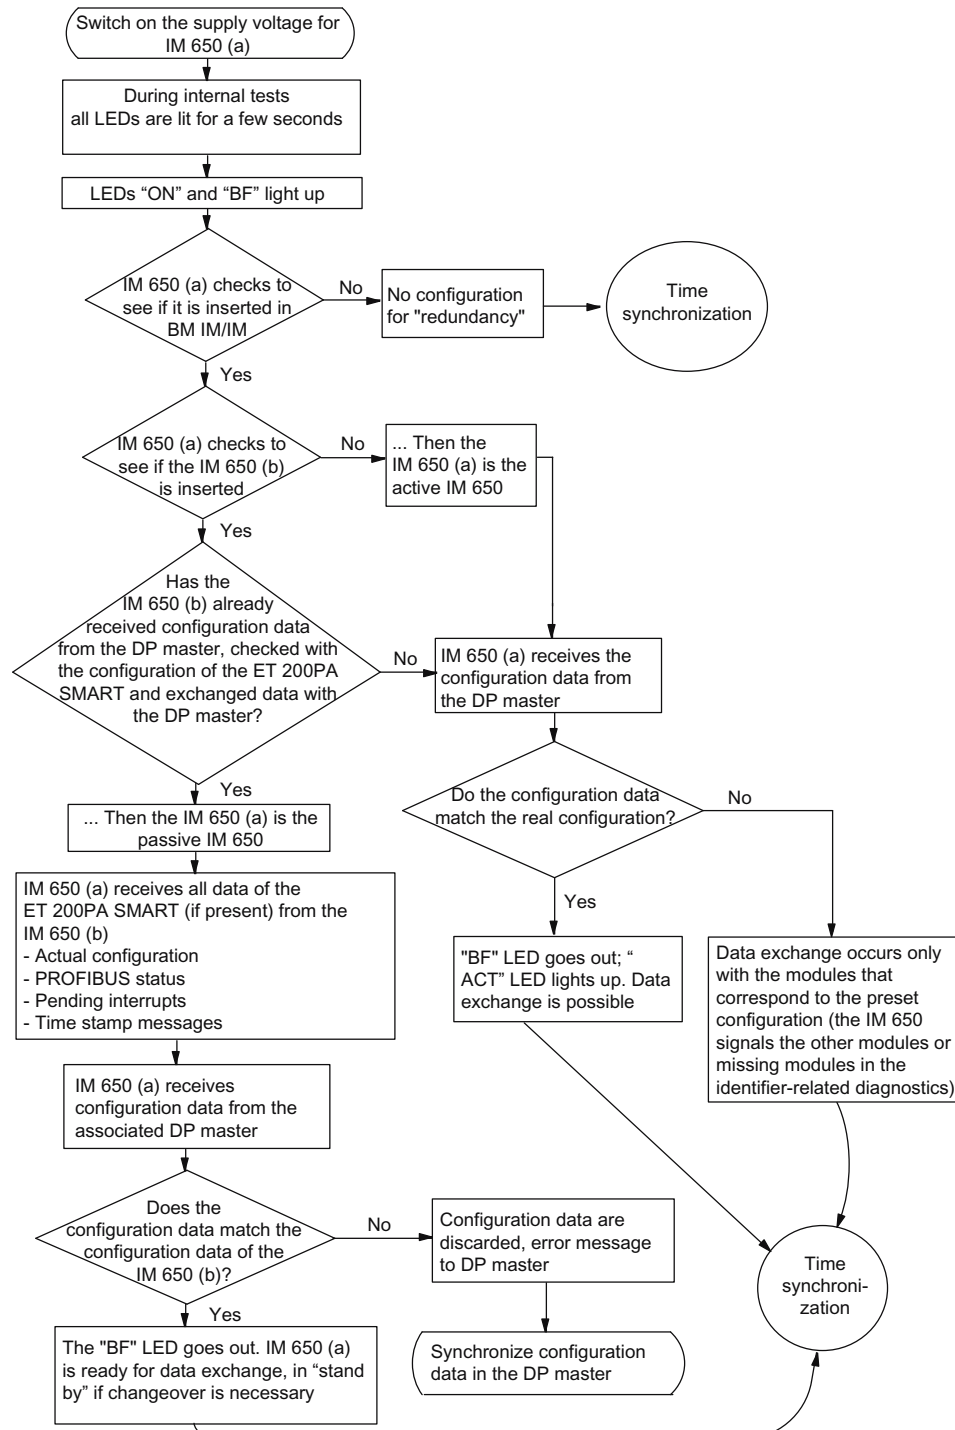 Switch on the supply voltage for
IM 650 (a)
During internal tests
all LEDs are lit for a few seconds
LEDs “ON” and “BF” light up
IM 650 (a) checks to
see if it is inserted in
BM IM/IM
No
No configuration
for "redundancy"
Time
synchronization
Yes
IM 650 (a) checks to
see if the IM 650 (b)
is inserted
No
... Then the
IM 650 (a) is the
active IM 650
Yes
Has the
IM 650 (b) already
received configuration data
from the DP master, checked with
the configuration of the ET 200PA
SMART and exchanged data with
the DP master?
No
IM 650 (a) receives the
configuration data from
the DP master
Yes
... Then the IM 650 (a) is the
passive IM 650
Do the configuration data
match the real configuration?
No
Yes
IM 650 (a) receives all data of the
ET 200PA SMART (if present) from the
IM 650 (b)
- Actual configuration
- PROFIBUS status
- Pending interrupts
- Time stamp messages
"BF" LED goes out; “
ACT” LED lights up. Data
exchange is possible
Data exchange occurs only
with the modules that
correspond to the preset
configuration (the IM 650
signals the other modules or
missing modules in the
identifier-related diagnostics)
IM 650 (a) receives
configuration data from the
associated DP master
Does the
configuration data match the
configuration data of the
IM 650 (b)?
No
Configuration data are
discarded, error message
to DP master
Time
synchroni-
zation
Yes
The "BF" LED goes out. IM 650 (a)
is ready for data exchange, in “stand
by” if changeover is necessary
Synchronize configuration
data in the DP master